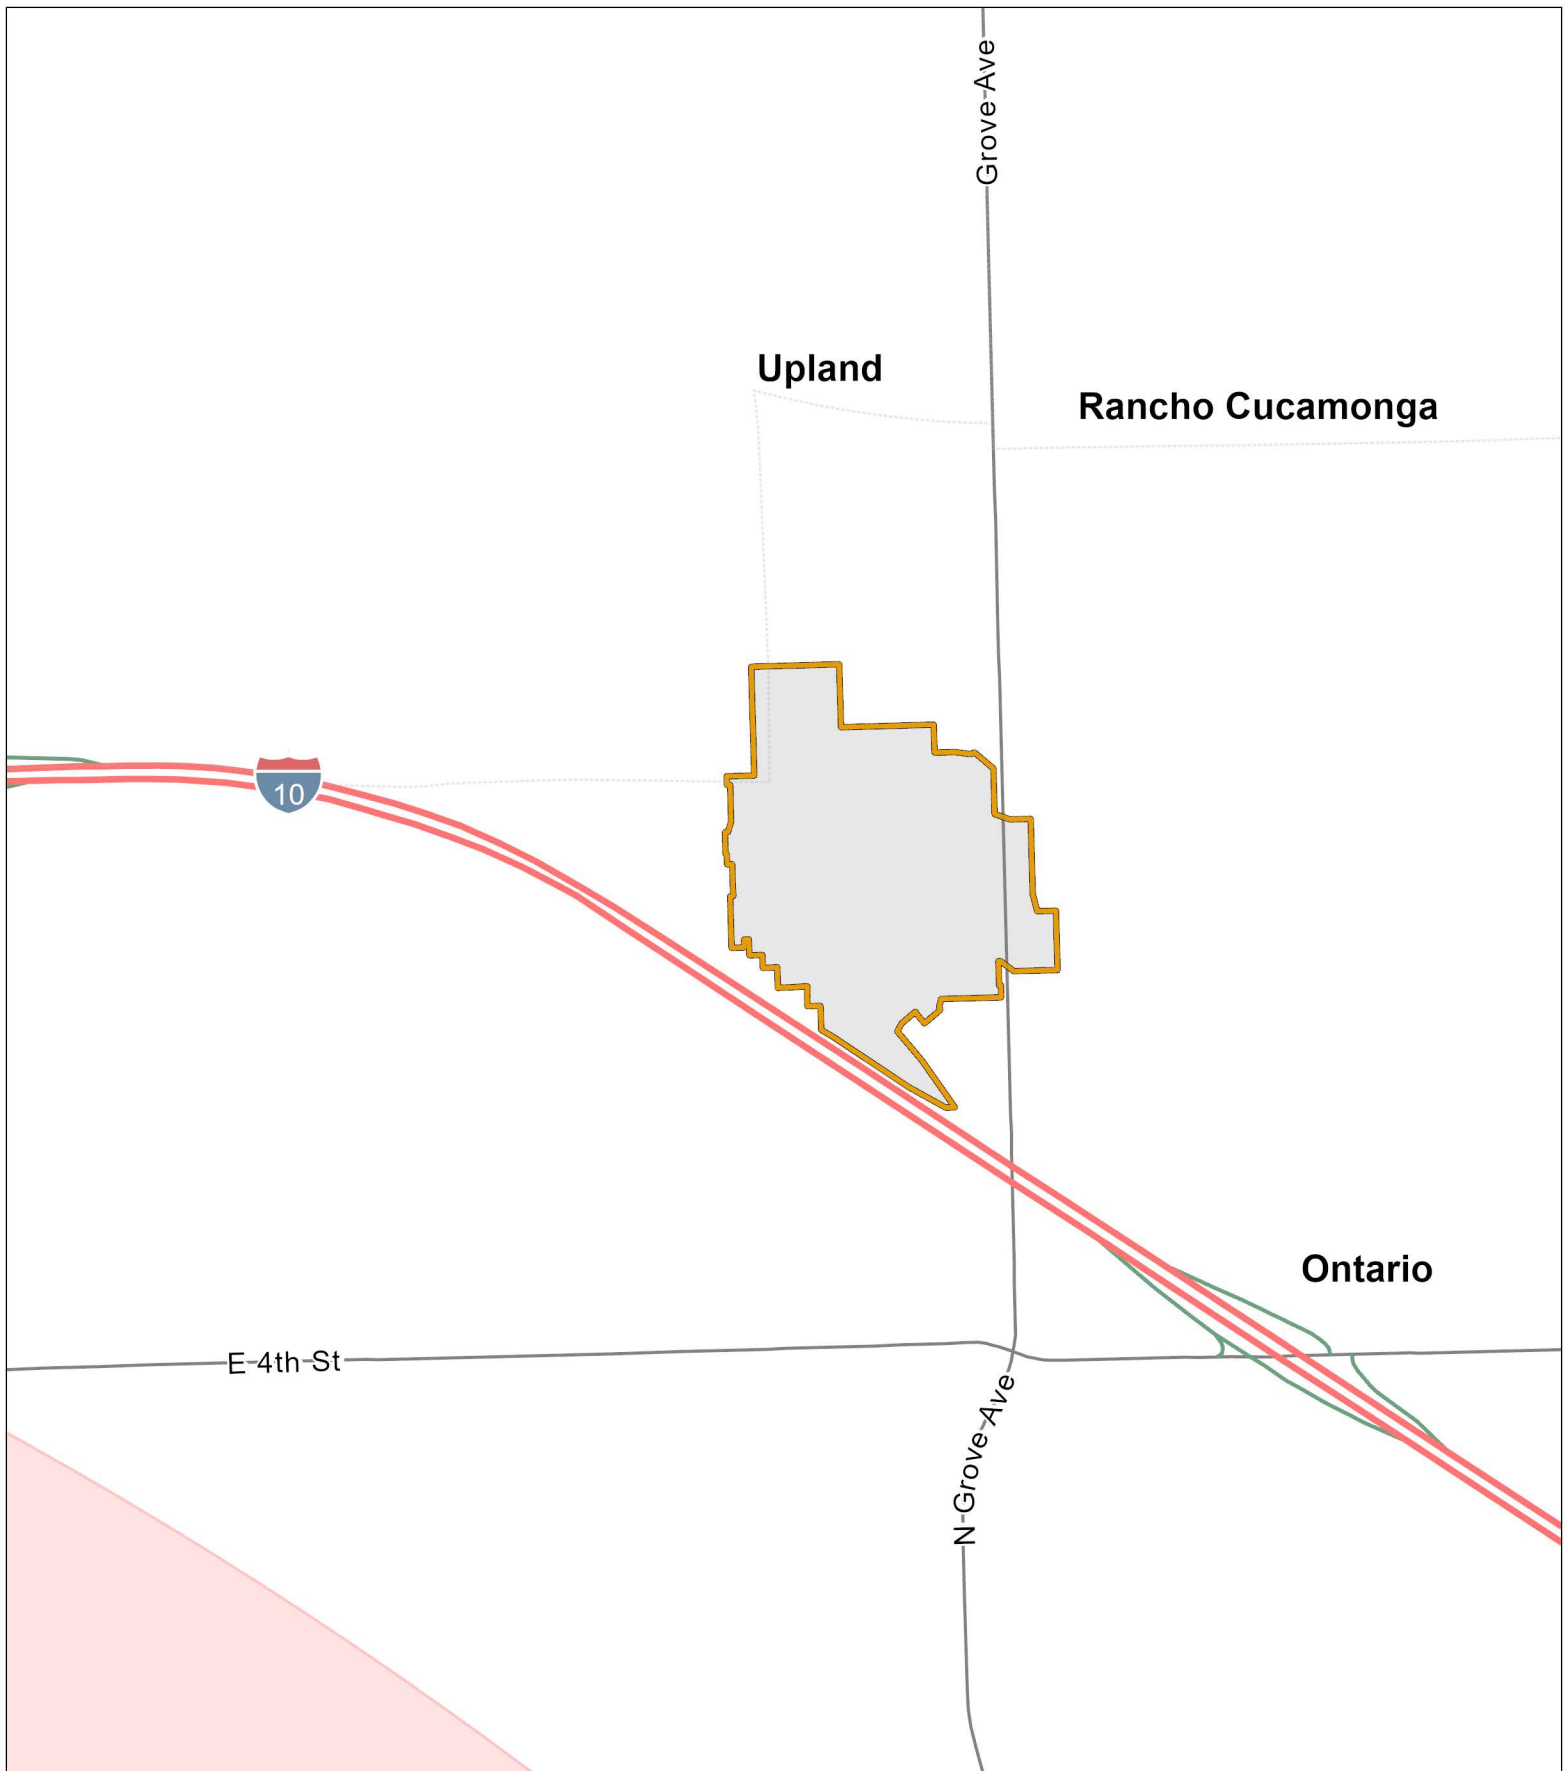 Grove Ave
Upland
Rancho Cucamonga
10
Ontario
E 4th St
N Grove Ave